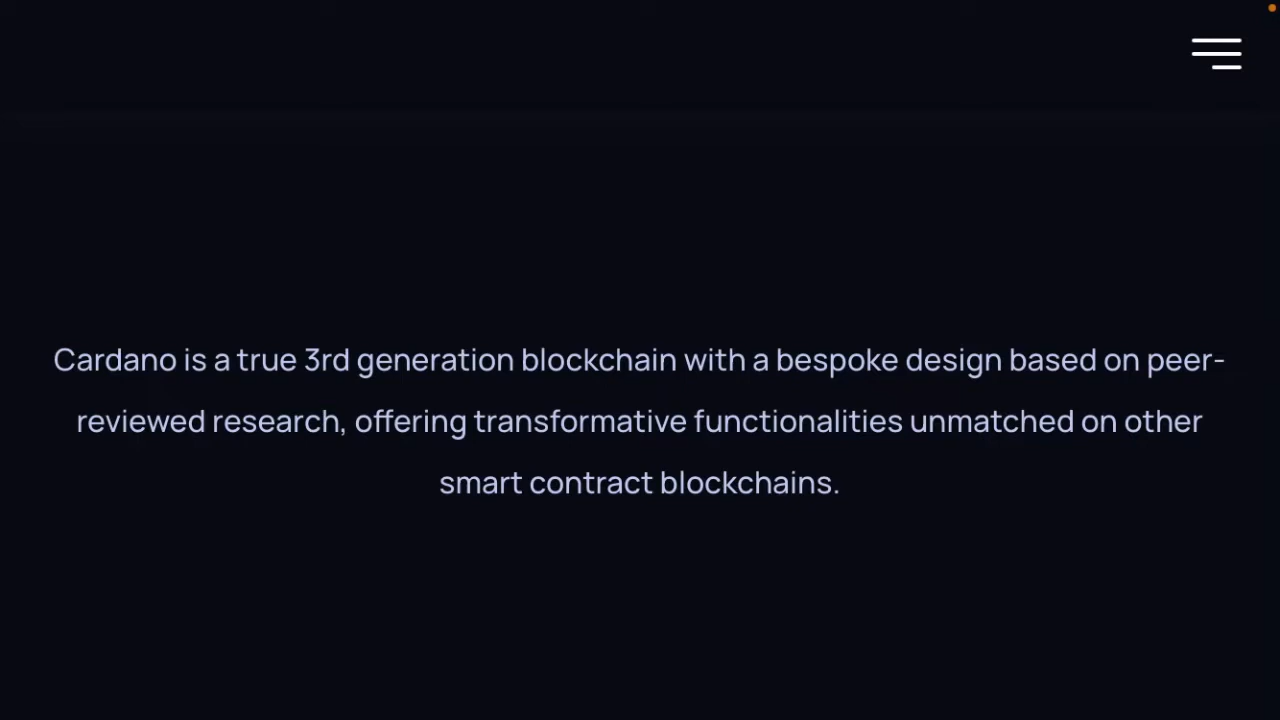 Cardano is a true 3rd generation blockchain with a bespoke design based on peer-
reviewed research, offering transformative functionalities unmatched on other
smart contract blockchains.